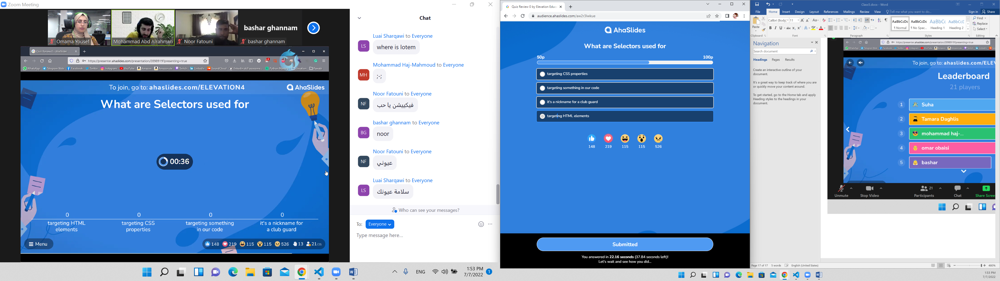 Zoom Meeting
Omama Yousef
Mohammad Abd Alrahman
Noor Fatouni
bashar ghannam
bashar ghannam
Quiz Review 0 - AhaSlides
https://presenter.ahaslides.com/presentation/2898919?presenting=true
WhatsApp
Telegram Web
Facebook
Twitter
Instagram
YouTube
Amazon
Amazon.de
Twitch
LinkedIn
SoundCloud
linkedin skill assessme...
Python Mastery
Elevation
Rawabi
To join, go to: ahaslides.com/ELEVATION4
AhaSlides
What are Selectors used for
00:36
0
0
0
0
targeting HTML elements
targeting CSS properties
targeting something in our code
it's a nickname for a club guard
Menu
148
219
115
115
526
13
21/25
Chat
Luai Sharqawi to Everyone
LS
where is lotem
Mohammad Haj-Mahmoud to Everyone
MH
;-;
Noor Fatouni to Everyone
NF
فيكييشن يا حب
bashar ghannam to Everyone
BG
noor
Noor Fatouni to Everyone
NF
عيوني
Luai Sharqawi to Everyone
LS
سلامة عيونك
Who can see your messages?
To: Everyone
Type message here...
ENG
1:53 PM
7/7/2022
1
Quiz Review 0 by Elevation Educa
audience.ahaslides.com/aw2r3lwkue
AhaSlides
What are Selectors used for
50p
100p
targeting CSS properties
targeting something in our code
it's a nickname for a club guard
targeting HTML elements
148
219
115
115
526
Submitted
You answered in 22.16 seconds (37.84 seconds left)!
Let's wait and see how you did...
Class5.docx - Word
File
Home
Insert
Design
Layout
References
Mailings
Review
View
Tell me what you want to do...
Sign in
Share
Paste
Clipboard
Calibri (Body)
11
Font
Paragraph
AaBbCcDc
¶ Normal
AaBbCcDc
¶ No Spac...
AaBbCc
Heading 1
AaBbCcE
Heading 2
Styles
Find
Replace
Select
Editing
Navigation
Search document
Headings
Pages
Results
Create an interactive outline of your document.
It's a great way to keep track of where you are or quickly move your content around.
To get started, go to the Home tab and apply Heading styles to the headings in your document.
https://presenter.ahaslides.com/presentation/2898919?presenting=true
WhatsApp
Telegram Web
Facebook
Twitter
Instagram
YouTube
Amazon
Amazon.de
Twitch
LinkedIn
To join, go to: ahaslides.com/ELEV
Leaderboard
21 players
1
Suha
2
Tamara Daghlis
3
mohammad haj-...
4
omar obaisi
5
bashar
Unmute
Stop Video
21
Participants
Chat
Share Scree
Page 17 of 17
5 words
English (United States)
480%
1:53 PM
7/7/2022